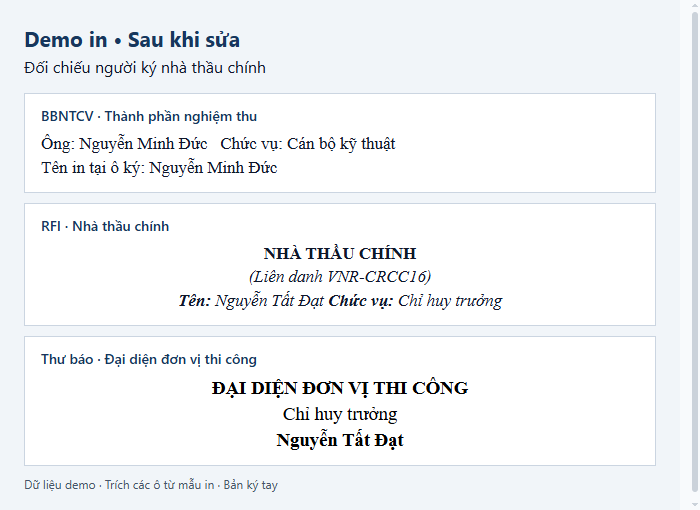 Demo in • Sau khi sửa
Đối chiếu người ký nhà thầu chính
BBNTCV · Thành phần nghiệm thu
Ông: Nguyễn Minh Đức Chức vụ: Cán bộ kỹ thuật
Tên in tại ô ký: Nguyễn Minh Đức
RFI · Nhà thầu chính
NHÀ THẦU CHÍNH
(Liên danh VNR-CRCC16)
Tên: Nguyễn Tất Đạt Chức vụ: Chỉ huy trưởng
Thư báo · Đại diện đơn vị thi công
ĐẠI DIỆN ĐƠN VỊ THI CÔNG
Chỉ huy trưởng
Nguyễn Tất Đạt
Dữ liệu demo · Trích các ô từ mẫu in · Bản ký tay